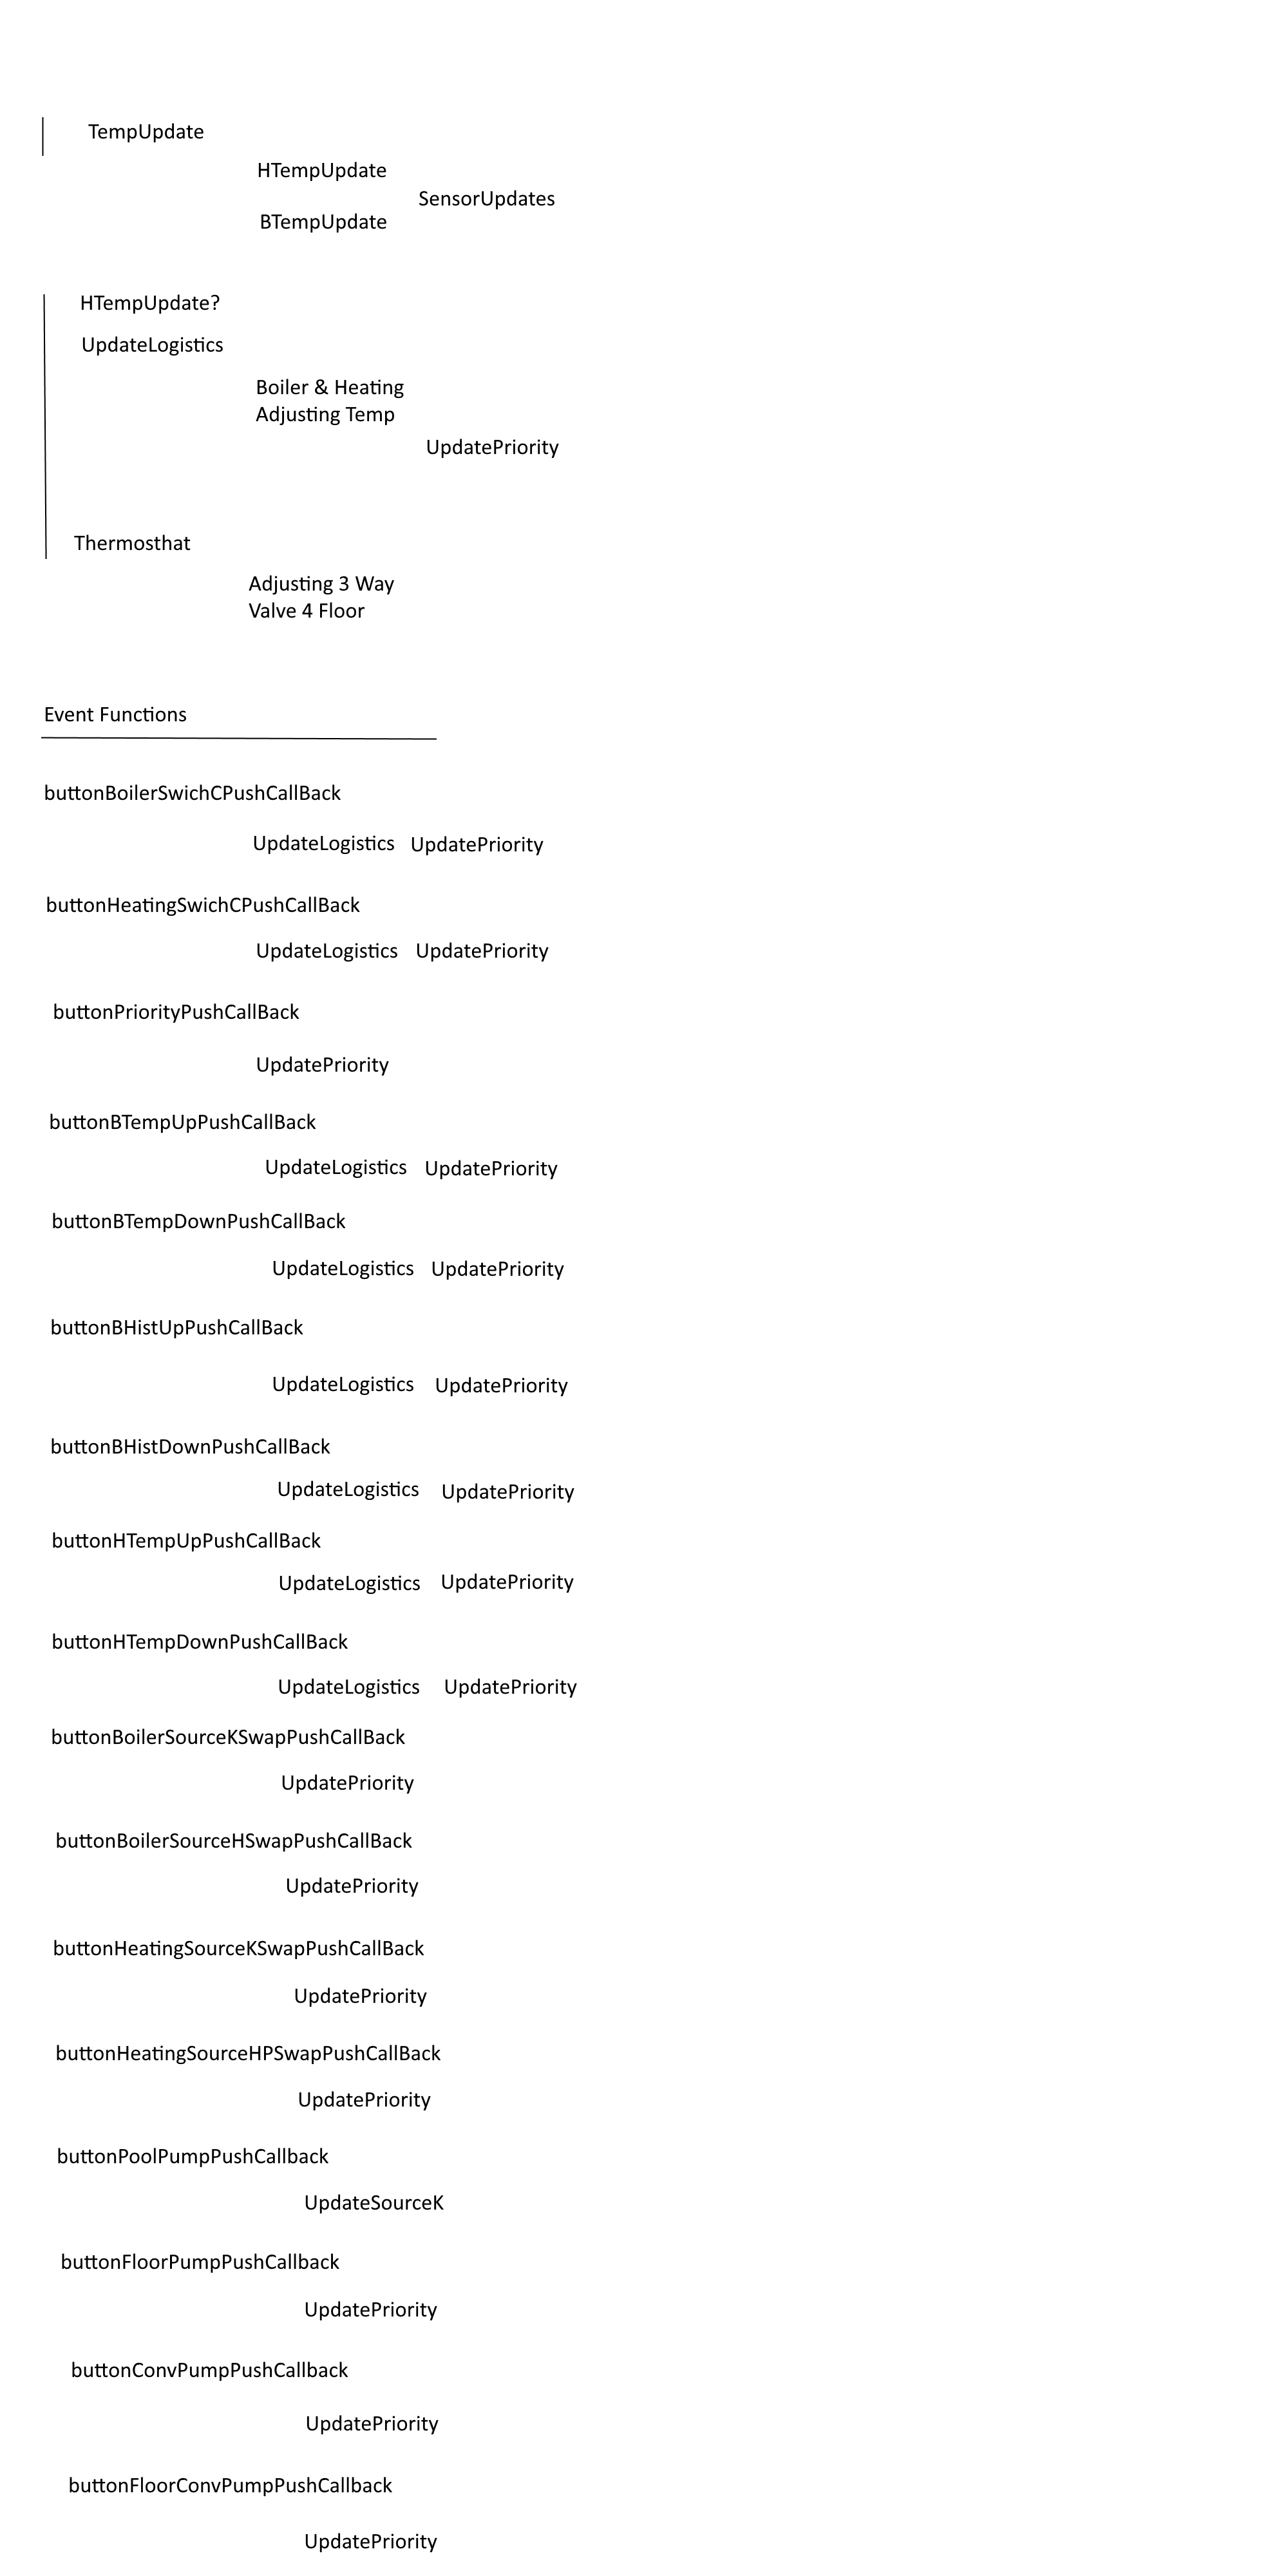 TempUpdate
HTempUpdate
SensorUpdates
BTempUpdate
HTempUpdate?
UpdateLogistics
Boiler & Heating
Adjusting Temp
UpdatePriority
Thermosthat
Adjusting 3 Way
Valve 4 Floor
Event Functions
buttonBoilerSwichCPushCallBack
UpdateLogistics UpdatePriority
buttonHeatingSwichCPushCallBack
UpdateLogistics UpdatePriority
buttonPriorityPushCallBack
UpdatePriority
buttonBTempUpPushCallBack
UpdateLogistics UpdatePriority
buttonBTempDownPushCallBack
UpdateLogistics UpdatePriority
buttonBHistUpPushCallBack
UpdateLogistics UpdatePriority
buttonBHistDownPushCallBack
UpdateLogistics UpdatePriority
buttonHTempUpPushCallBack
UpdateLogistics UpdatePriority
buttonHTempDownPushCallBack
UpdateLogistics UpdatePriority
buttonBoilerSourceKSwapPushCallBack
UpdatePriority
buttonBoilerSourceHSwapPushCallBack
UpdatePriority
buttonHeatingSourceKSwapPushCallBack
UpdatePriority
buttonHeatingSourceHPSwapPushCallBack
UpdatePriority
buttonPoolPumpPushCallback
UpdateSourceK
buttonFloorPumpPushCallback
UpdatePriority
buttonConvPumpPushCallback
UpdatePriority
buttonFloorConvPumpPushCallback
UpdatePriority